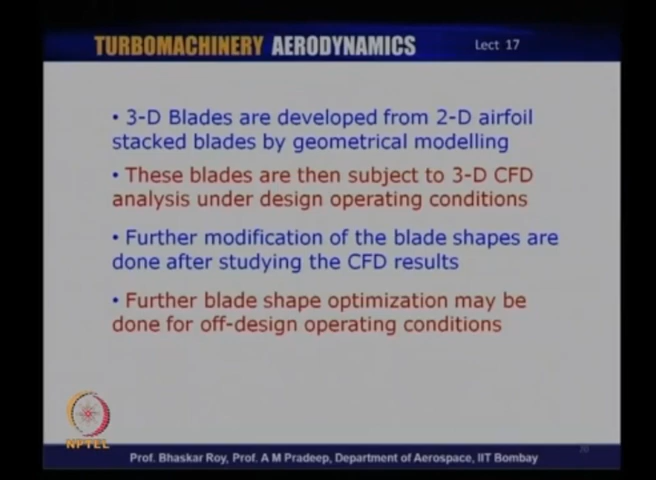 TURBOMACHINERY AERODYNAMICS Lect 17
• 3-D Blades are developed from 2-D airfoil
stacked blades by geometrical modelling
• These blades are then subject to 3-D CFD
analysis under design operating conditions
• Further modification of the blade shapes are
done after studying the CFD results
• Further blade shape optimization may be
done for off-design operating conditions
NPTEL
Prof. Bhaskar Roy, Prof. A M Pradeep, Department of Aerospace, IIT Bombay